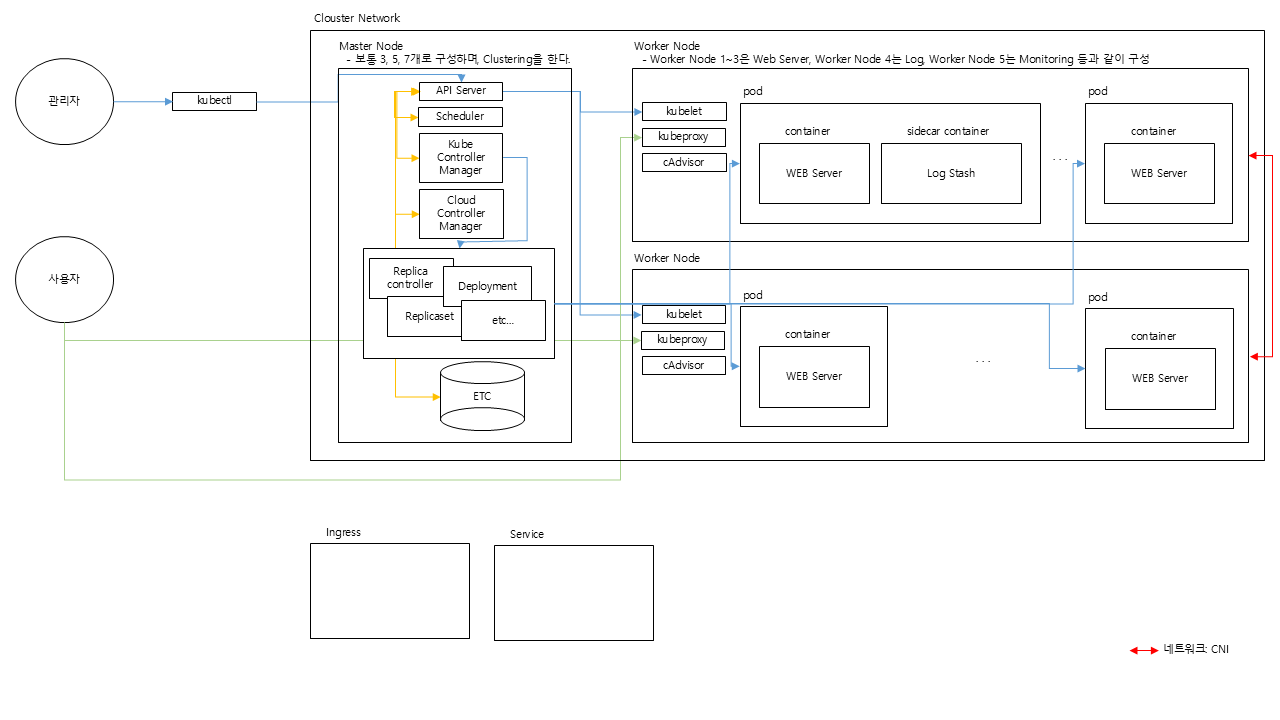 Clouster Network
Master Node
- 보통 3, 5, 7개로 구성하며, Clustering을 한다.
Worker Node
- Worker Node 1~3은 Web Server, Worker Node 4는 Log, Worker Node 5는 Monitoring 등과 같이 구성
관리자
kubectl
API Server
Scheduler
Kube
Controller
Manager
Cloud
Controller
Manager
Replica
controller
Deployment
Replicaset
etc...
ETC
kubelet
kubeproxy
cAdvisor
pod
container
WEB Server
sidecar container
Log Stash
. . .
pod
container
WEB Server
사용자
Worker Node
kubelet
kubeproxy
cAdvisor
pod
container
WEB Server
. . .
pod
container
WEB Server
Ingress
Service
네트워크: CNI